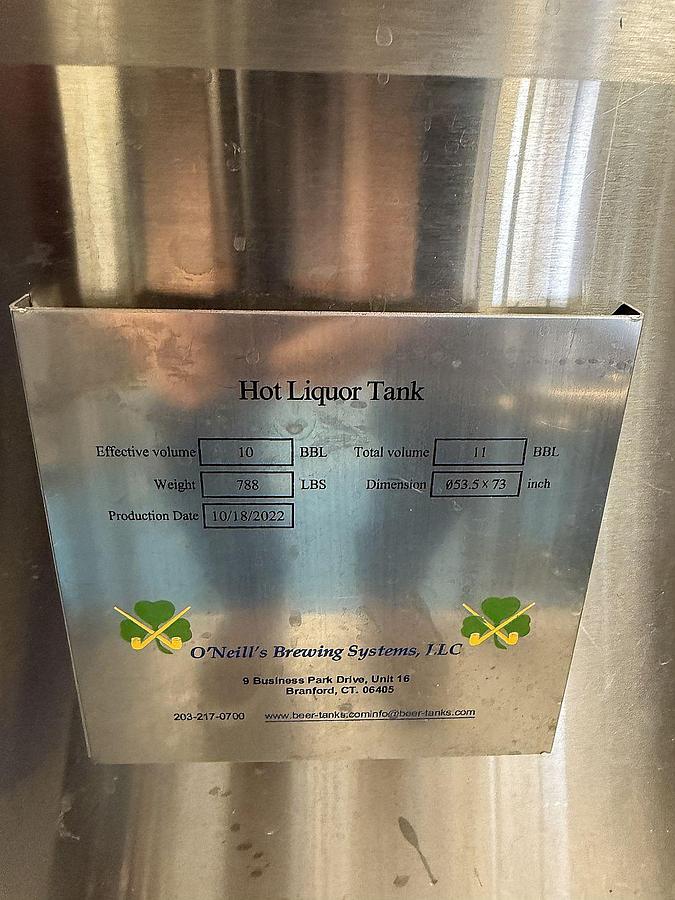 Hot Liquor Tank
Effective volume 10 BBL Total volume 11 BBL
Weight 788 LBS Dimension Ø53.5 × 73 inch
Production Date 10/18/2022
O'Neill's Brewing Systems, LLC
9 Business Park Drive, Unit 16
Branford, CT. 06405
203-217-0700 www.beer-tanks.cominfo@beer-tanks.com